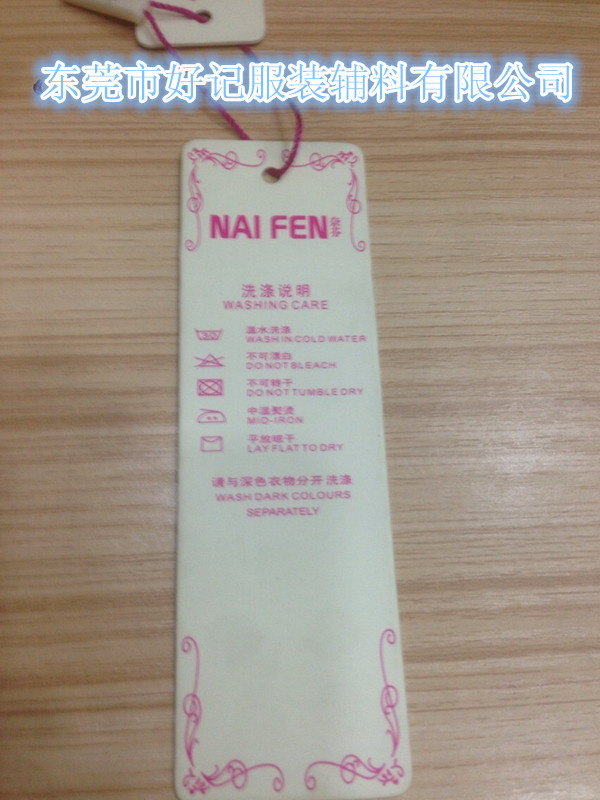 东莞市好记服装辅料有限公司
NAI FEN
洗涤说明
WASHING CARE
30
温水洗涤
WASH IN COLD WATER
不可漂白
DO NOT BLEACH
不可转干
DO NOT TUMBLE DRY
中温熨烫
MID-IRON
平放晾干
LAY FLAT TO DRY
请与深色衣物分开洗涤
WASH DARK COLOURS
SEPARATELY